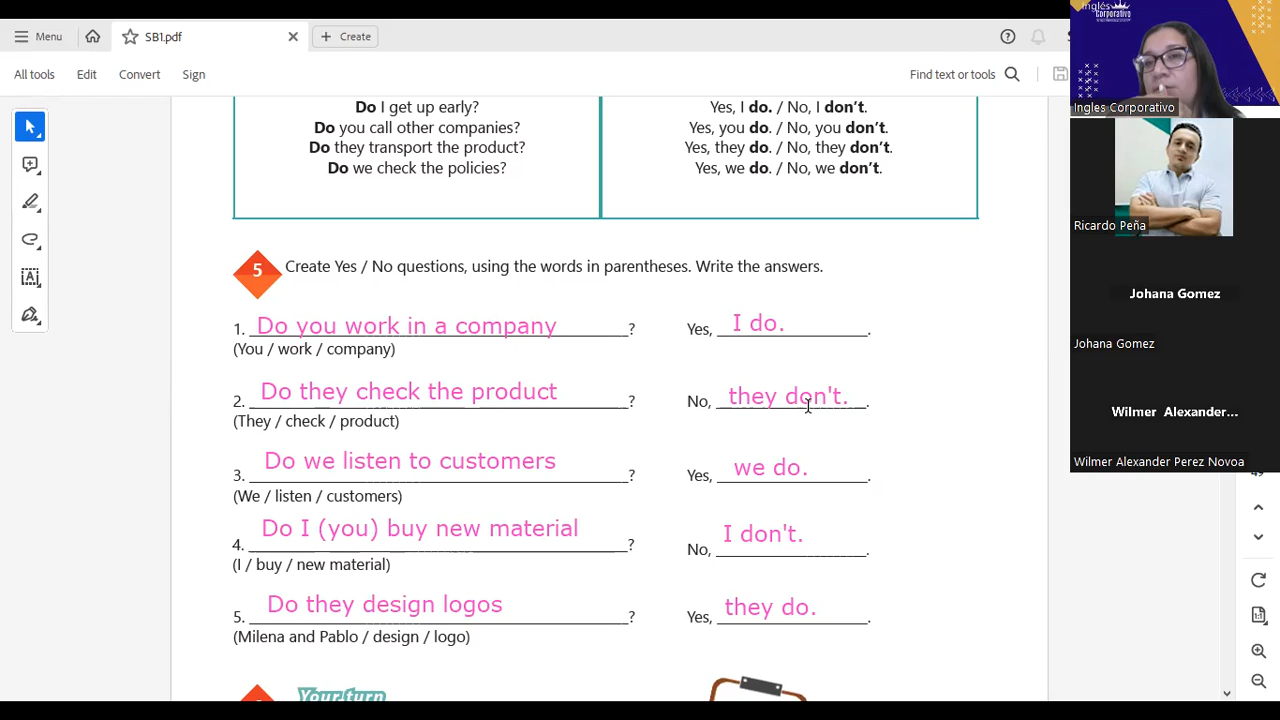 Menu
SB1.pdf
Create
All tools
Edit
Convert
Sign
Find text or tools
Inglés
corporativo
Ingles Corporativo
Ricardo Peña
Johana Gomez
Johana Gomez
Wilmer Alexander...
Wilmer Alexander Perez Novoa
Do I get up early?
Yes, I do. / No, I don't.
Do you call other companies?
Yes, you do. / No, you don't.
Do they transport the product?
Yes, they do. / No, they don't.
Do we check the policies?
Yes, we do. / No, we don't.
5 Create Yes / No questions, using the words in parentheses. Write the answers.
1. Do you work in a company ? Yes, I do. .
(You / work / company)
2. Do they check the product ? No, they don't. .
(They / check / product)
3. Do we listen to customers ? Yes, we do. .
(We / listen / customers)
4. Do I (you) buy new material ? No, I don't. .
(I / buy / new material)
5. Do they design logos ? Yes, they do. .
(Milena and Pablo / design / logo)
Your turn